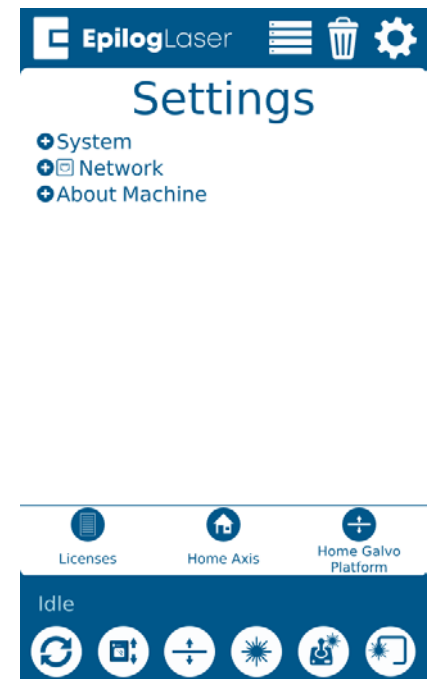 EpilogLaser
Settings
System
Network
About Machine
Licenses
Home Axis
Home Galvo
Platform
Idle